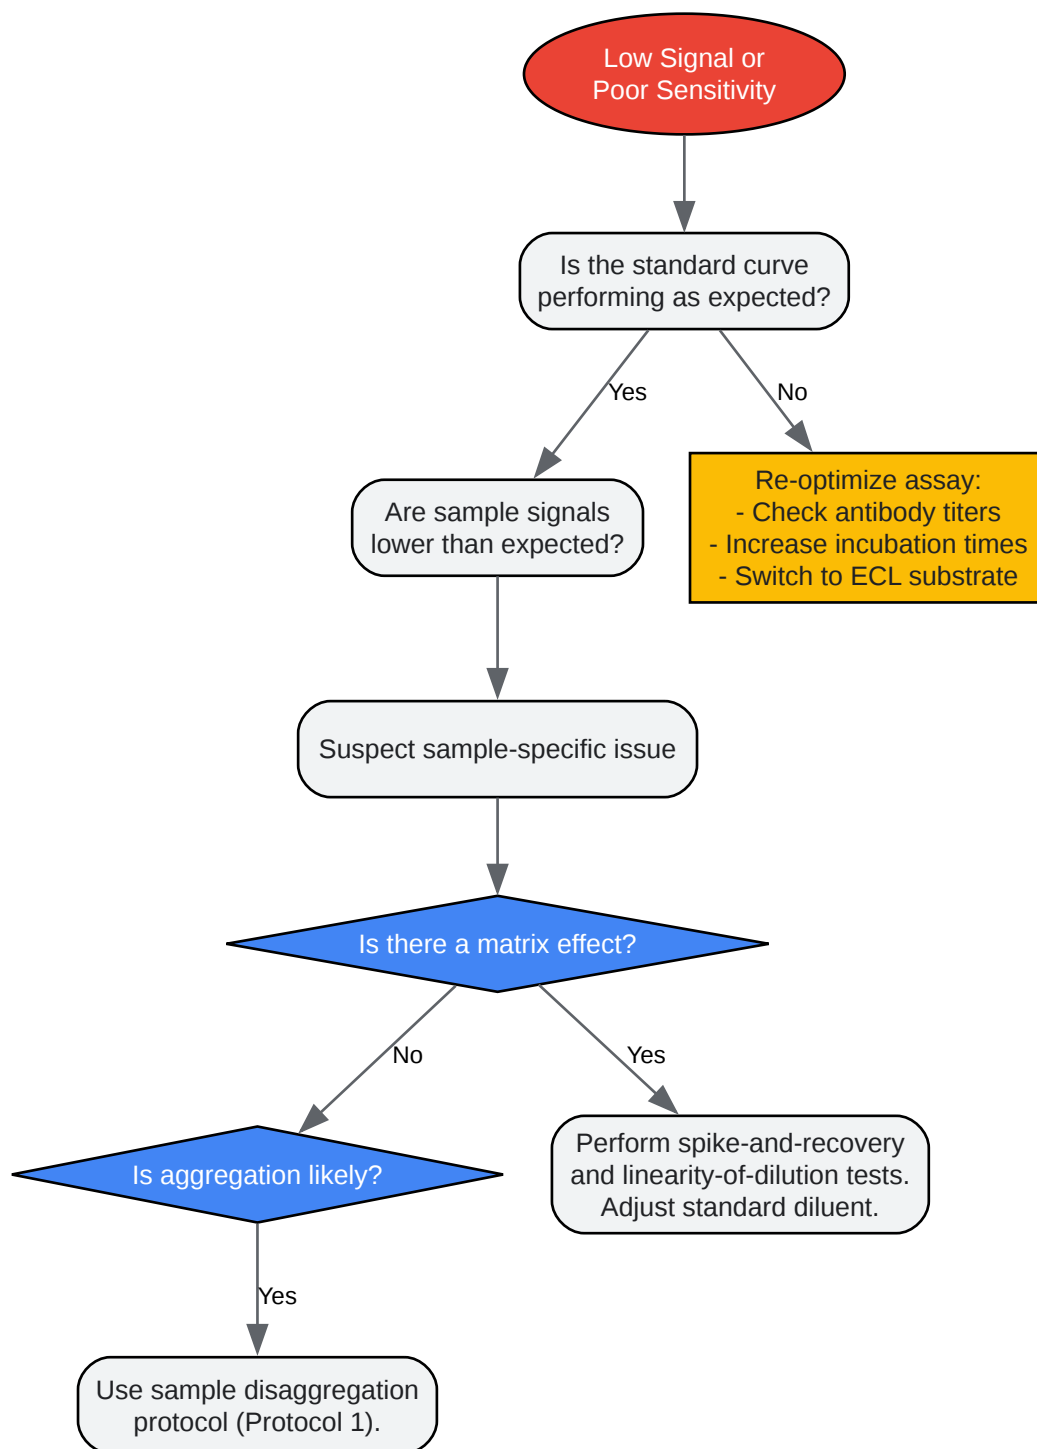 Low Signal or
Poor Sensitivity
Is the standard curve
performing as expected?
Yes
No
Are sample signals
lower than expected?
Re-optimize assay:
- Check antibody titers
- Increase incubation times
- Switch to ECL substrate
Suspect sample-specific issue
Is there a matrix effect?
No
Yes
Is aggregation likely?
Perform spike-and-recovery
and linearity-of-dilution tests.
Adjust standard diluent.
Yes
Use sample disaggregation
protocol (Protocol 1).